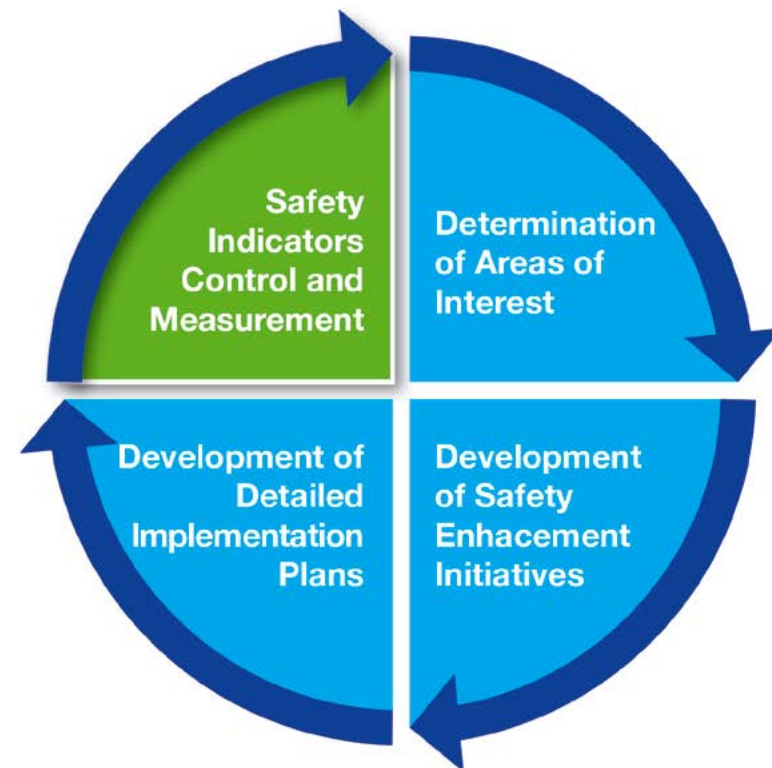 Safety
Indicators
Control and
Measurement
Determination
of Areas of
Interest
Development of
Detailed
Implementation
Plans
Development
of Safety
Enhacement
Initiatives